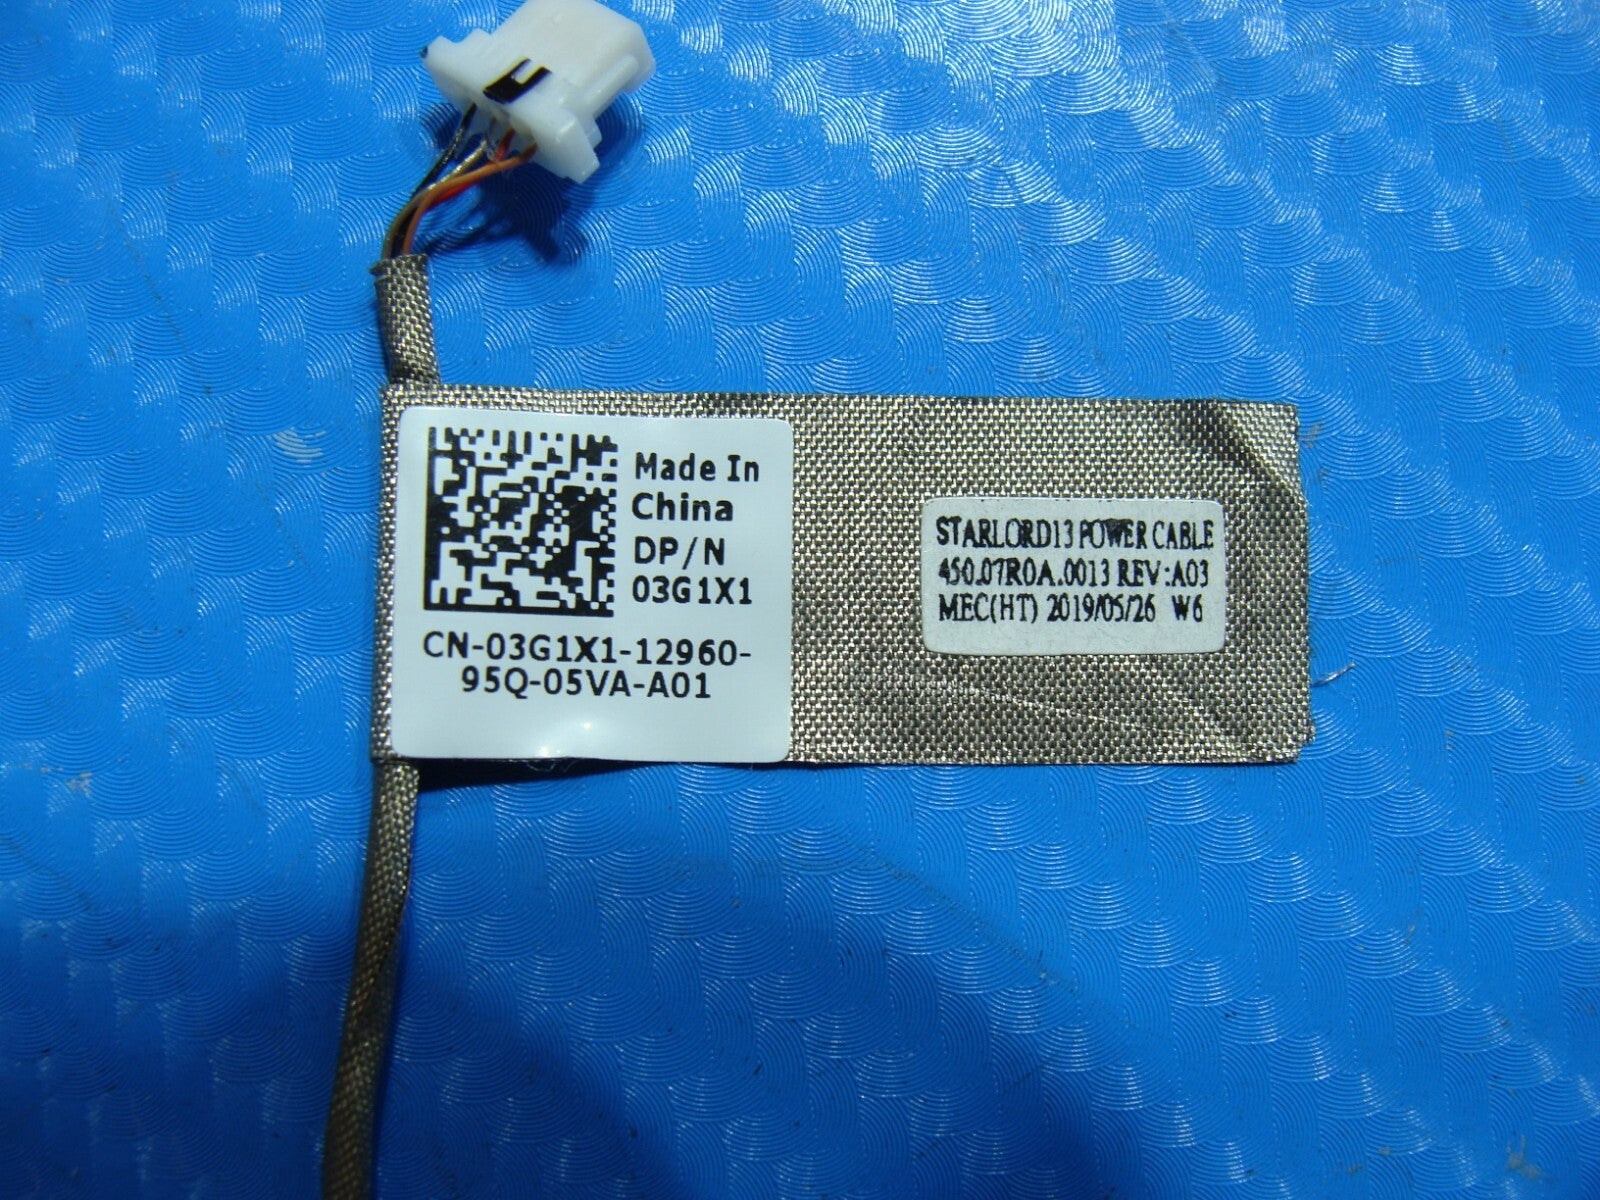 Made In
China
DP/N
03G1X1
CN-03G1X1-12960-
95Q-05VA-A01
STARLORD13 POWER CABLE
450.07R0A.0013 REV:A03
MEC(HT) 2019/05/26 W6